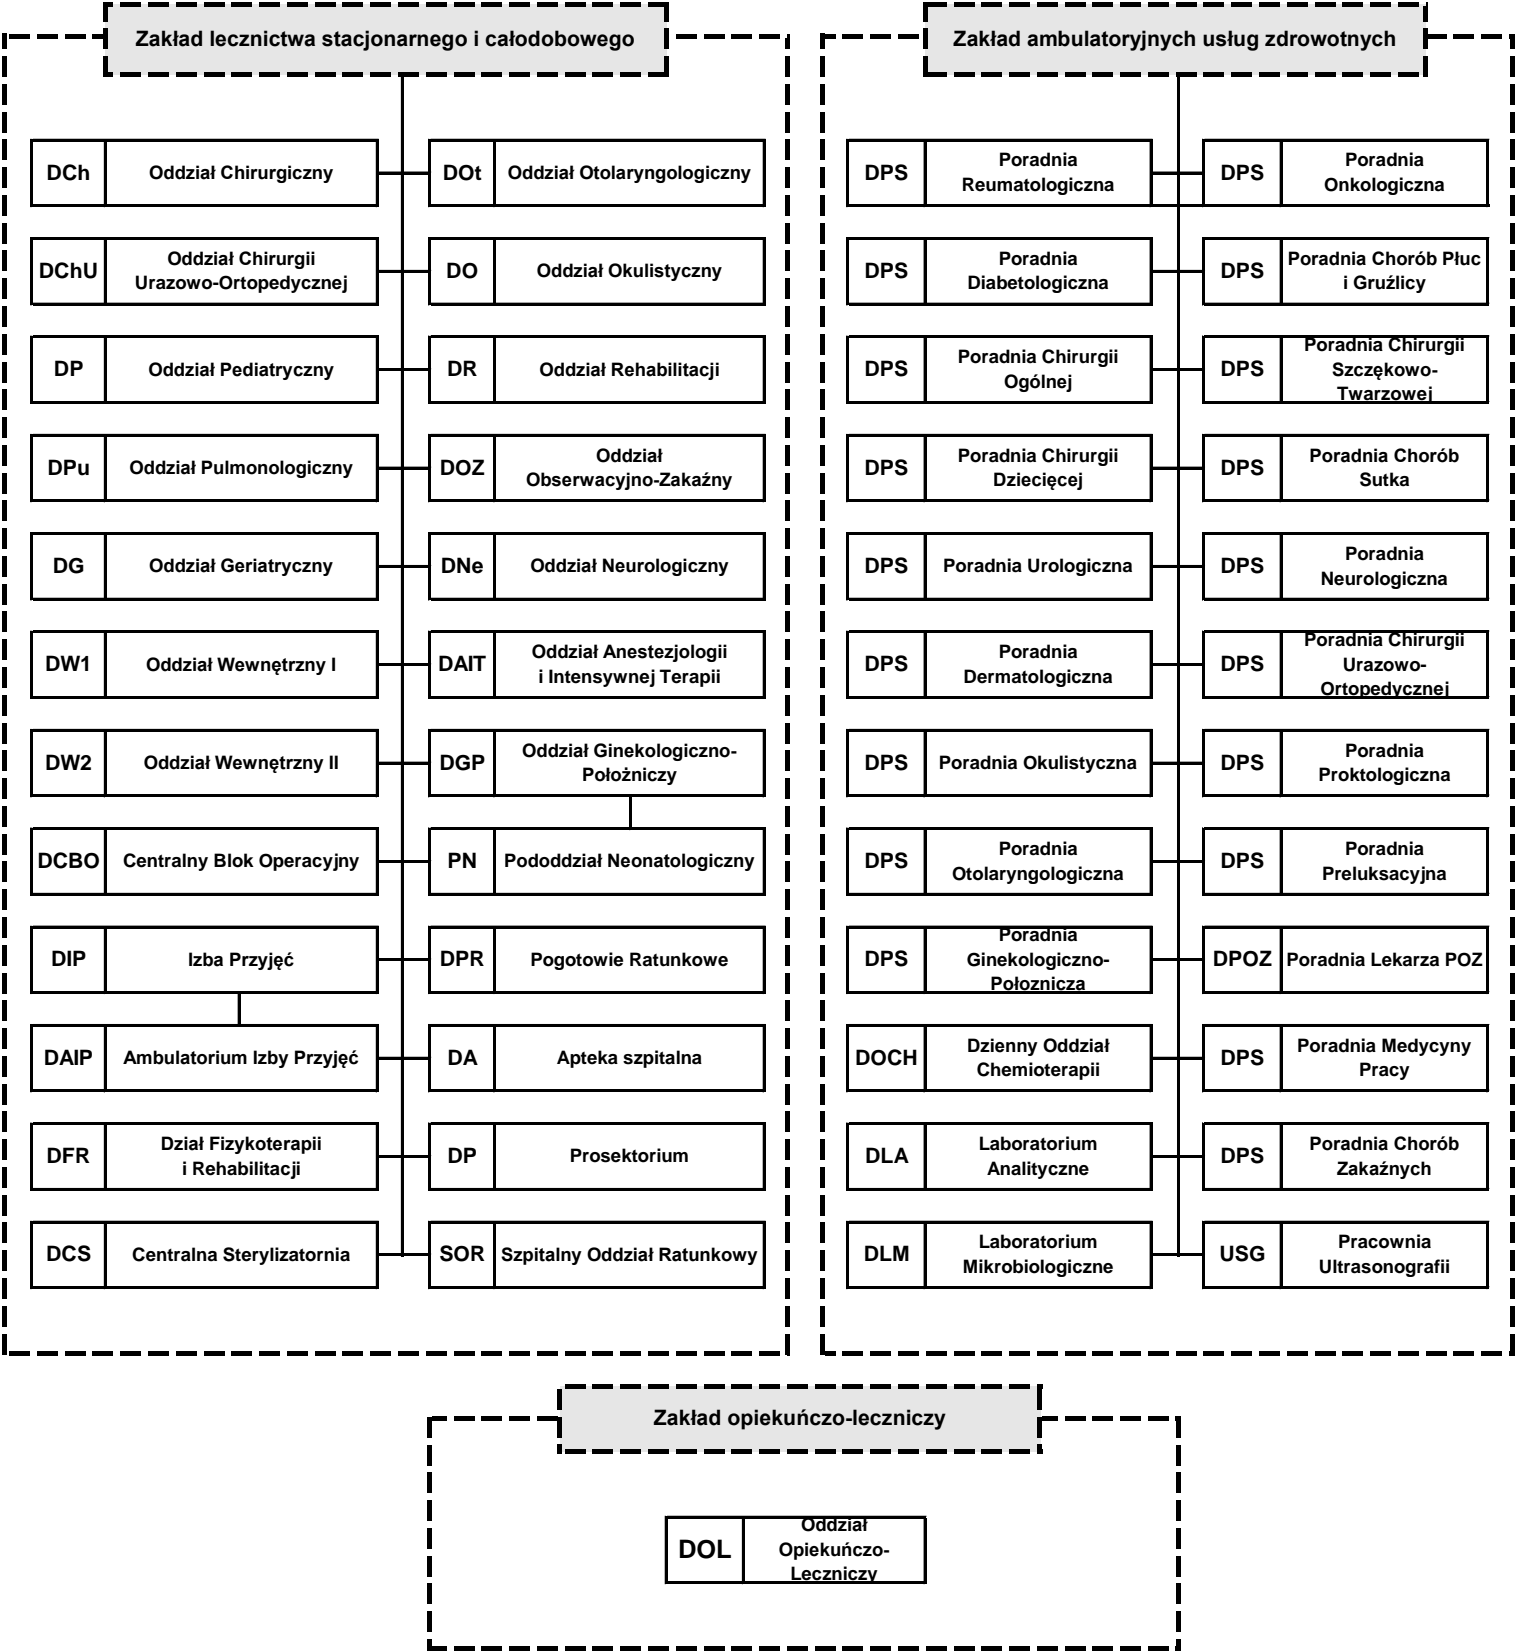 Zakład lecznictwa stacjonarnego i całodobowego
DCh
Oddział Chirurgiczny
DOt
Oddział Otolaryngologiczny
DChU
Oddział Chirurgii
Urazowo-Ortopedycznej
DO
Oddział Okulistyczny
DP
Oddział Pediatryczny
DR
Oddział Rehabilitacji
DPu
Oddział Pulmonologiczny
DOZ
Oddział
Obserwacyjno-Zakaźny
DG
Oddział Geriatryczny
DNe
Oddział Neurologiczny
DW1
Oddział Wewnętrzny I
DAIT
Oddział Anestezjologii
i Intensywnej Terapii
DW2
Oddział Wewnętrzny II
DGP
Oddział Ginekologiczno-
Położniczy
DCBO
Centralny Blok Operacyjny
PN
Pododdział Neonatologiczny
DIP
Izba Przyjęć
DPR
Pogotowie Ratunkowe
DAIP
Ambulatorium Izby Przyjęć
DA
Apteka szpitalna
DFR
Dział Fizykoterapii
i Rehabilitacji
DP
Prosektorium
DCS
Centralna Sterylizatornia
SOR
Szpitalny Oddział Ratunkowy
Zakład ambulatoryjnych usług zdrowotnych
DPS
Poradnia
Reumatologiczna
DPS
Poradnia
Onkologiczna
DPS
Poradnia
Diabetologiczna
DPS
Poradnia Chorób Płuc
i Gruźlicy
DPS
Poradnia Chirurgii
Ogólnej
DPS
Poradnia Chirurgii
Szczękowo-
Twarzowej
DPS
Poradnia Chirurgii
Dziecięcej
DPS
Poradnia Chorób
Sutka
DPS
Poradnia Urologiczna
DPS
Poradnia
Neurologiczna
DPS
Poradnia
Dermatologiczna
DPS
Poradnia Chirurgii
Urazowo-
Ortopedycznej
DPS
Poradnia Okulistyczna
DPS
Poradnia
Proktologiczna
DPS
Poradnia
Otolaryngologiczna
DPS
Poradnia
Preluksacyjna
DPS
Poradnia
Ginekologiczno-
Połoznicza
DPOZ
Poradnia Lekarza POZ
DOCH
Dzienny Oddział
Chemioterapii
DPS
Poradnia Medycyny
Pracy
DLA
Laboratorium
Analityczne
DPS
Poradnia Chorób
Zakaźnych
DLM
Laboratorium
Mikrobiologiczne
USG
Pracownia
Ultrasonografii
Zakład opiekuńczo-leczniczy
DOL
Oddział
Opiekuńczo-
Leczniczy